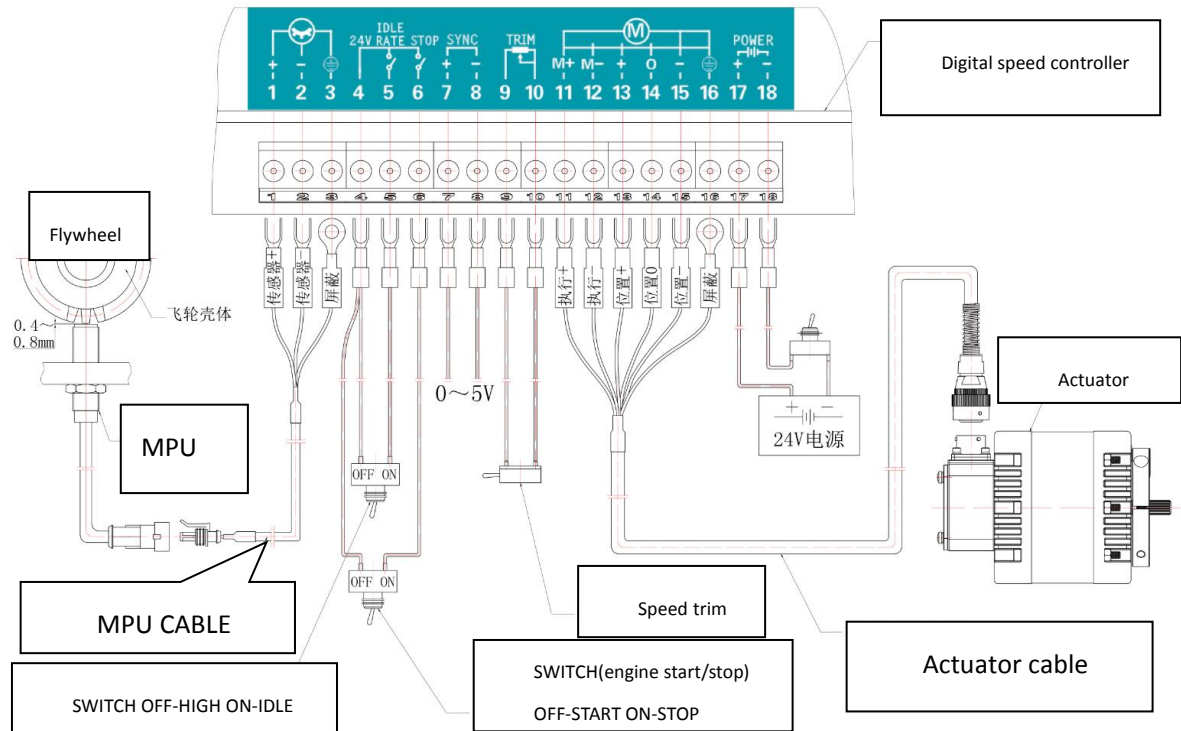 IDLE
24V RATE STOP SYNC TRIM M POWER
+ - + - M+ M- + O - + -
1 2 3 4 5 6 7 8 9 10 11 12 13 14 15 16 17 18
Digital speed controller
1 2 3 4 5 6 7 8 9 10 11 12 13 14 15 16 17 18
Flywheel
传感器+
传感器-
屏蔽
执行+
执行-
位置+
位置0
位置-
屏蔽
飞轮壳体
0.4~
0.8mm
0~5V
+ -
24V电源
Actuator
MPU
OFF ON
OFF ON
MPU CABLE
Speed trim
Actuator cable
SWITCH OFF-HIGH ON-IDLE
SWITCH(engine start/stop)
OFF-START ON-STOP